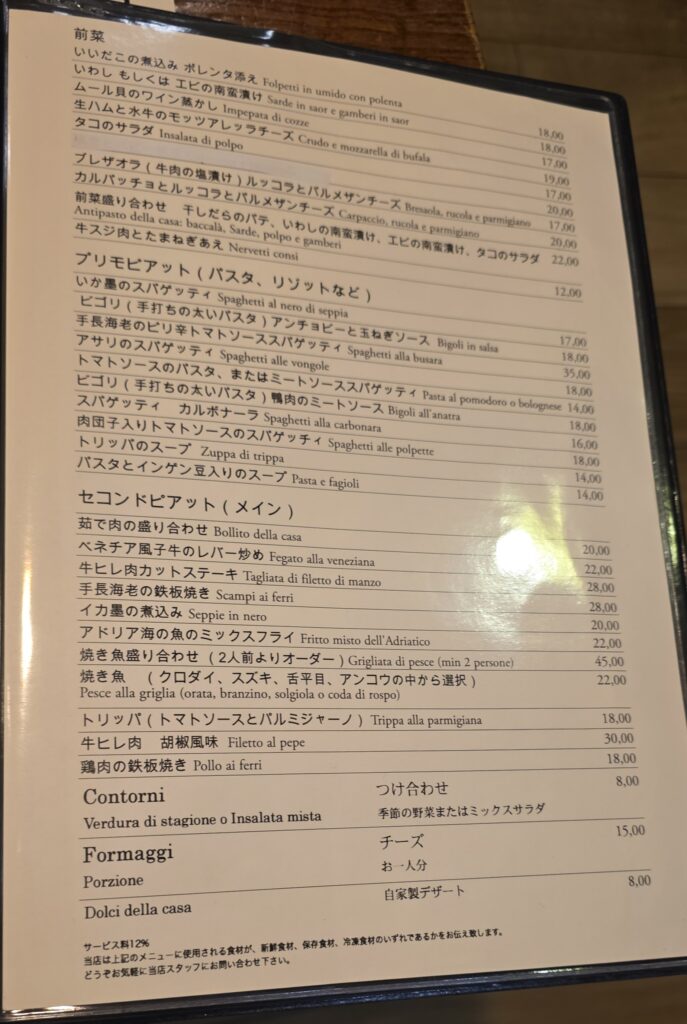 前菜
いいだこの煮込み ポレンタ添え Folpetti in umido con polenta 18,00
いわし もしくは エビの南蛮漬け Sarde in saor e gamberi in saor 18,00
ムール貝のワイン蒸かし Impepata di cozze 17,00
生ハムと水牛のモッツアレッラチーズ Crudo e mozzarella di bufala 19,00
タコのサラダ Insalata di polpo 17,00
20,00
ブレザオラ(牛肉の塩漬け)ルッコラとパルメザンチーズ Bresaola, rucola e parmigiano 17,00
カルパッチョとルッコラとパルメザンチーズ Carpaccio, rucola e parmigiano 20,00
前菜盛り合わせ 干しだらのパテ、いわしの南蛮漬け、エビの南蛮漬け、タコのサラダ 22,00
Antipasto della casa: baccalà, Sarde, polpo e gamberi
牛スジ肉とたまねぎあえ Nervetti consi 12,00
プリモピアット(パスタ、リゾットなど)
いか墨のスパゲッティ Spaghetti al nero di seppia 17,00
ビゴリ(手打ちの太いパスタ)アンチョビーと玉ねぎソース Bigoli in salsa 18,00
手長海老のピリ辛トマトソーススパゲッティ Spaghetti alla busara 35,00
アサリのスパゲッティ Spaghetti alle vongole 18,00
トマトソースのパスタ、またはミートソーススパゲッティ Pasta al pomodoro o bolognese 14,00
ビゴリ(手打ちの太いパスタ)鴨肉のミートソース Bigoli all'anatra 18,00
スパゲッティ カルボナーラ Spaghetti alla carbonara 16,00
肉団子入りトマトソースのスパゲッチィ Spaghetti alle polpette 18,00
トリッパのスープ Zuppa di trippa 14,00
パスタとインゲン豆入りのスープ Pasta e fagioli 14,00
セコンドピアット(メイン)
茹で肉の盛り合わせ Bollito della casa 20,00
ベネチア風子牛のレバー炒め Fegato alla veneziana 22,00
牛ヒレ肉カットステーキ Tagliata di filetto di manzo 28,00
手長海老の鉄板焼き Scampi ai ferri 28,00
イカ墨の煮込み Seppie in nero 20,00
アドリア海の魚のミックスフライ Fritto misto dell'Adriatico 22,00
焼き魚盛り合わせ (2人前よりオーダー) Grigliata di pesce (min 2 persone) 45,00
焼き魚 (クロダイ、スズキ、舌平目、アンコウの中から選択) 22,00
Pesce alla griglia (orata, branzino, solgiola o coda di rospo)
トリッパ(トマトソースとパルミジャーノ) Trippa alla parmigiana 18,00
牛ヒレ肉 胡椒風味 Filetto al pepe 30,00
鶏肉の鉄板焼き Pollo ai ferri 18,00
Contorni つけ合わせ 8,00
Verdura di stagione o Insalata mista 季節の野菜またはミックスサラダ
Formaggi チーズ 15,00
Porzione お一人分
Dolci della casa 自家製デザート 8,00
サービス料12%
当店は上記のメニューに使用される食材が、新鮮食材、保存食材、冷凍食材のいずれであるかをお伝え致します。
どうぞお気軽に当店スタッフにお問い合わせ下さい。